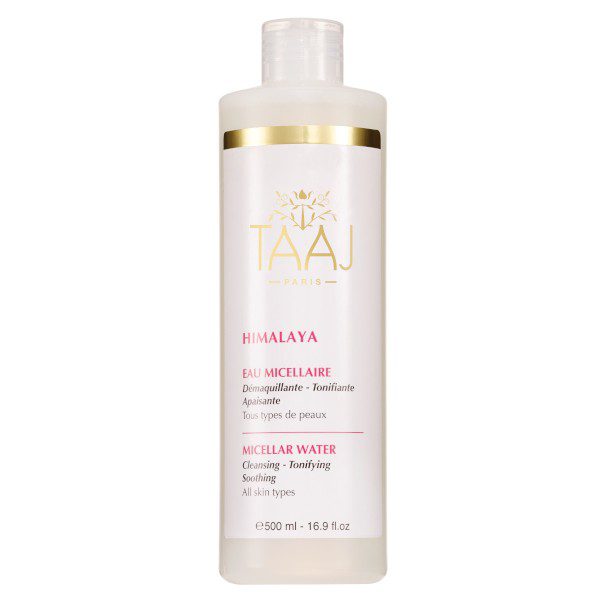 TAAJ
PARIS
HIMALAYA
EAU MICELLAIRE
Démaquillante - Tonifiante
Apaisante
Tous types de peaux
MICELLAR WATER
Cleansing - Tonifying
Soothing
All skin types
℮500 ml - 16.9 fl.oz